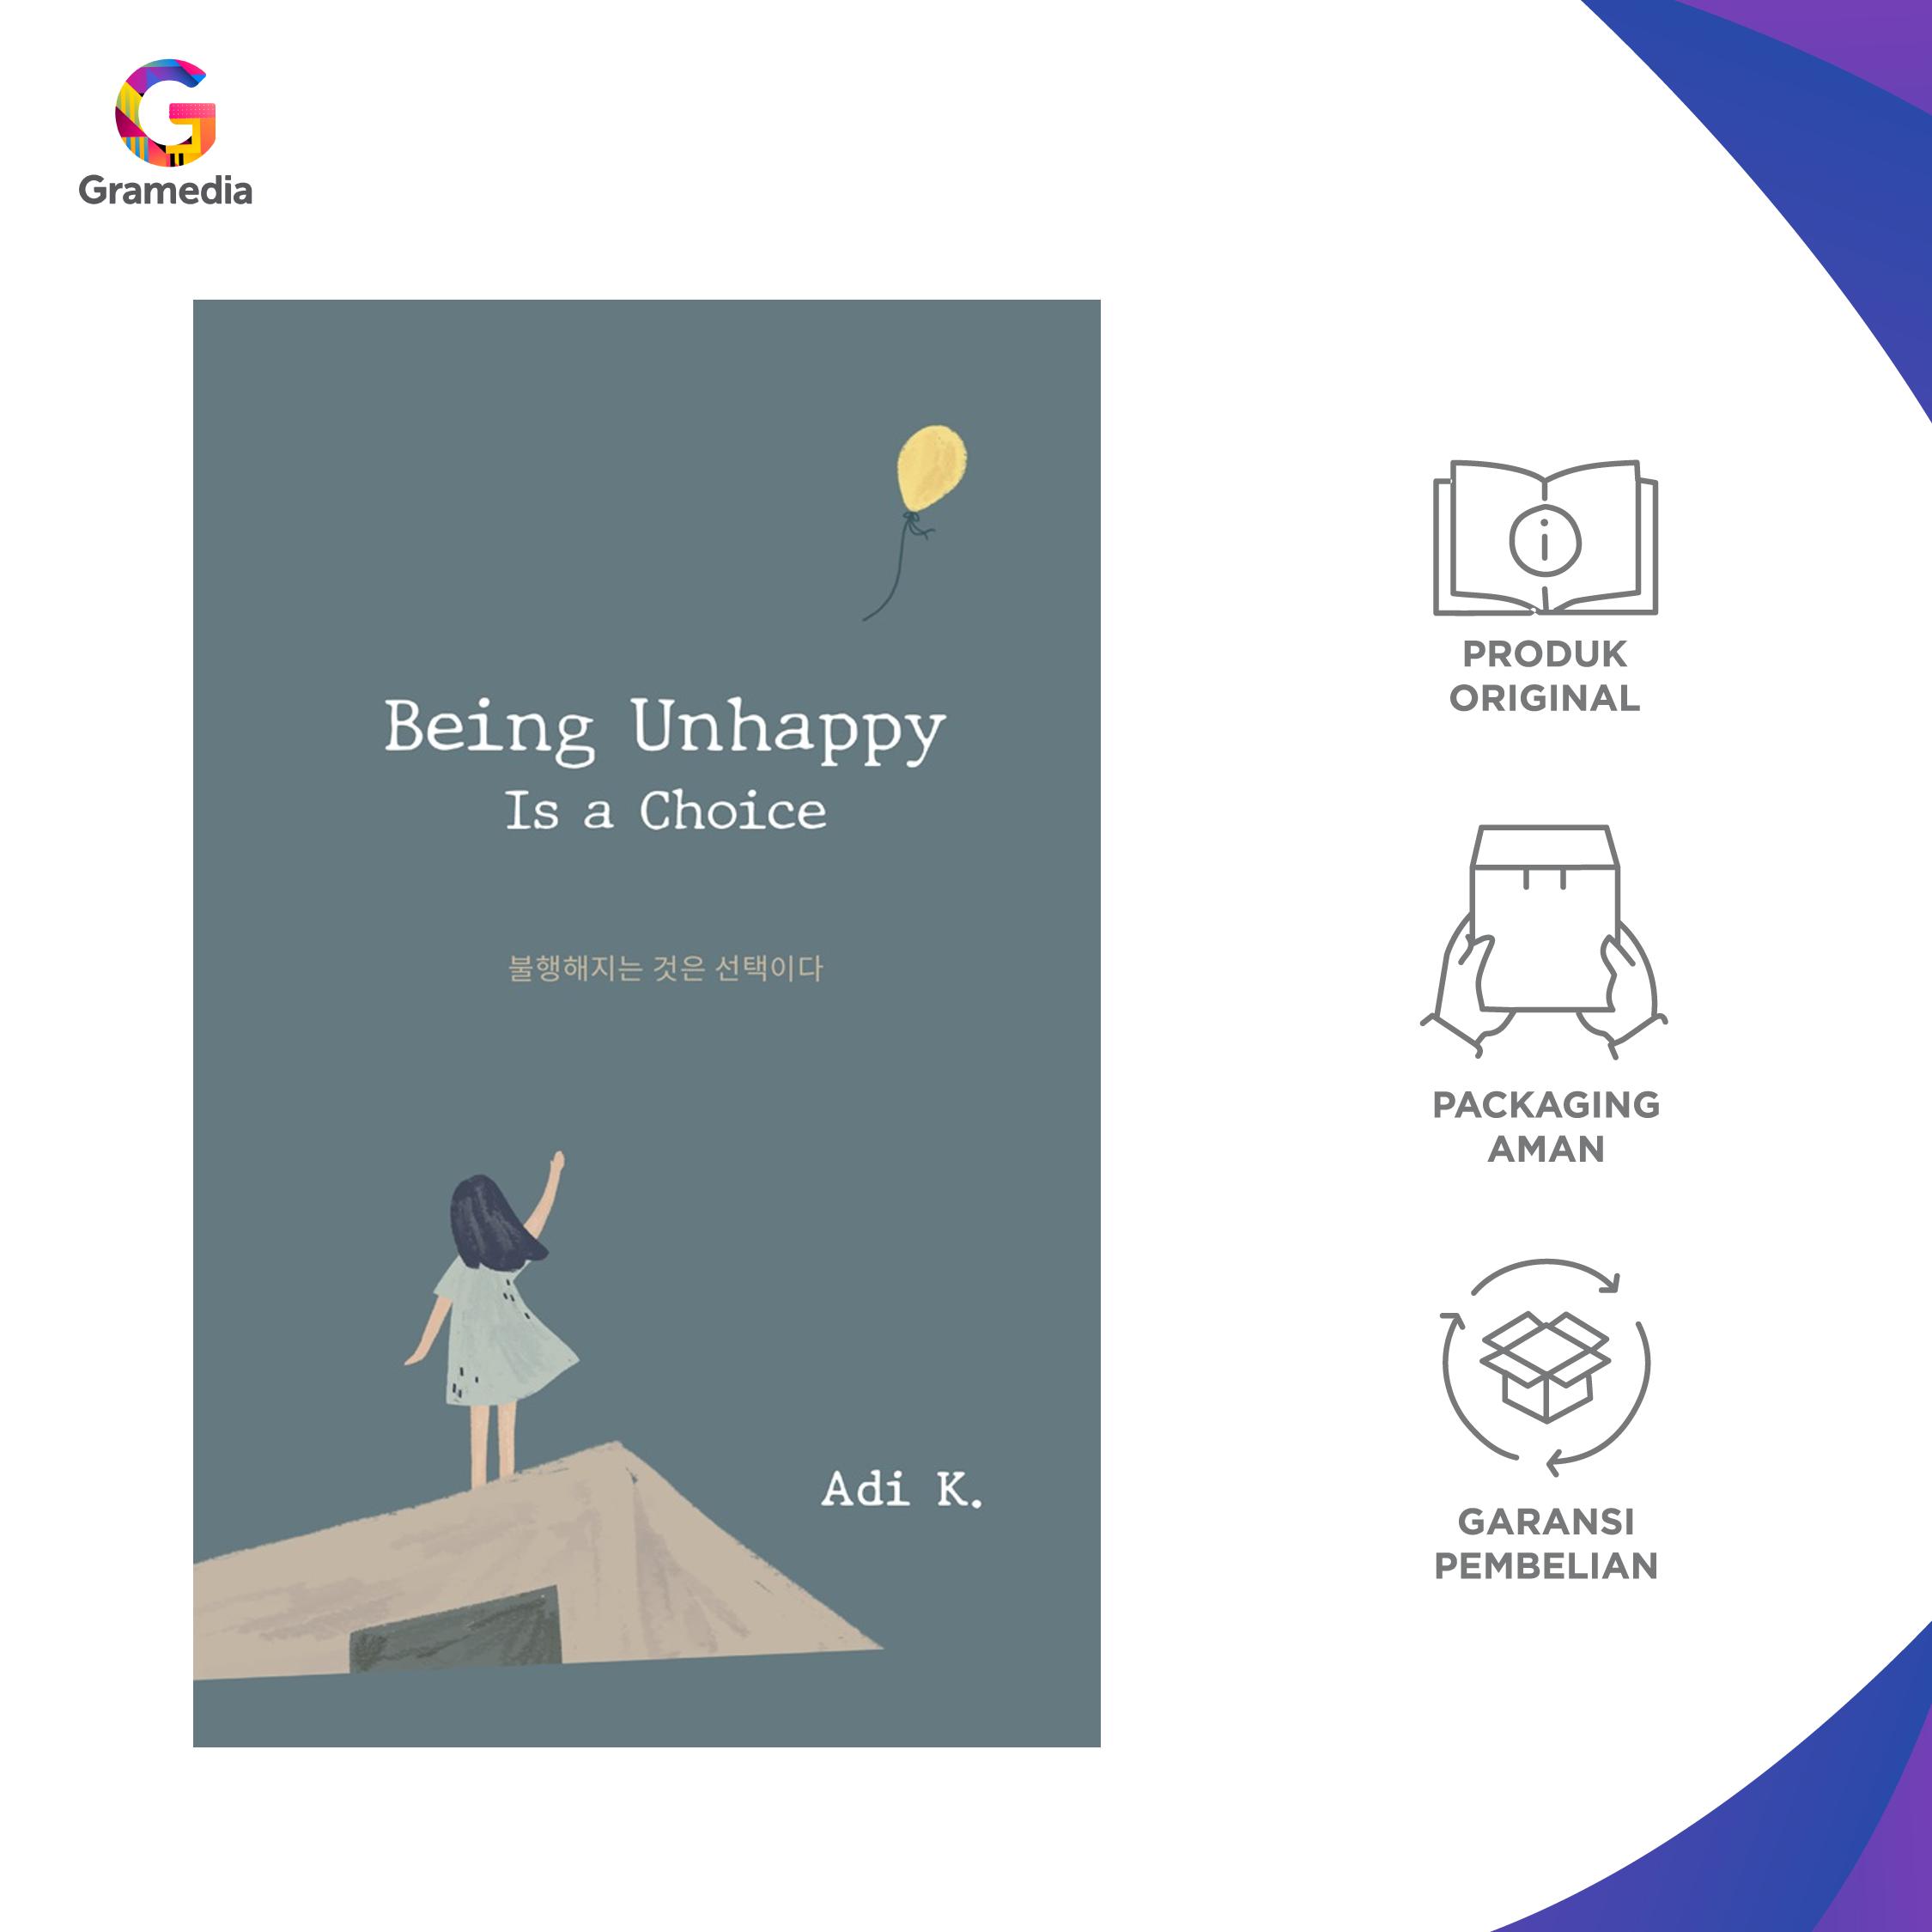 Gramedia
Being Unhappy
Is a Choice
불행해지는 것은 선택이다
Adi K.
PRODUK
ORIGINAL
PACKAGING
AMAN
GARANSI
PEMBELIAN